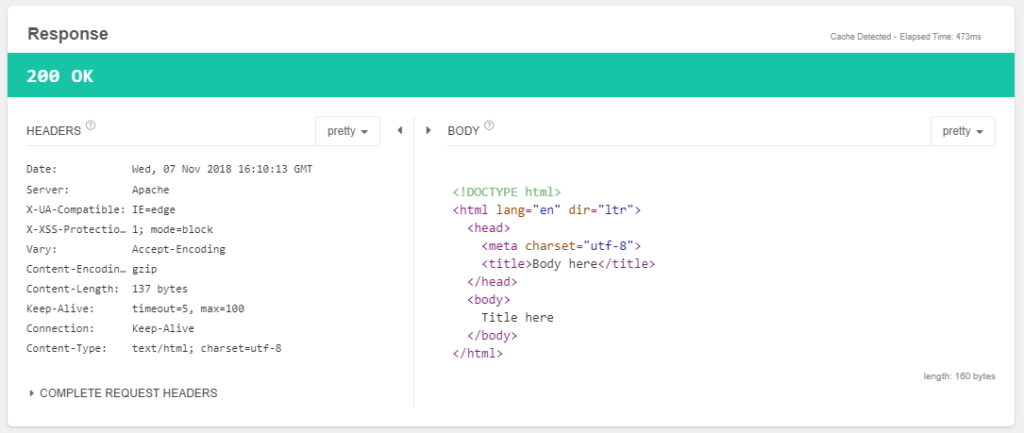 Response
Cache Detected - Elapsed Time: 473ms
200 OK
HEADERS ?
pretty
Date: Wed, 07 Nov 2018 16:10:13 GMT
Server: Apache
X-UA-Compatible: IE=edge
X-XSS-Protectio… 1; mode=block
Vary: Accept-Encoding
Content-Encodin… gzip
Content-Length: 137 bytes
Keep-Alive: timeout=5, max=100
Connection: Keep-Alive
Content-Type: text/html; charset=utf-8
COMPLETE REQUEST HEADERS
BODY ?
pretty
<!DOCTYPE html>
<html lang="en" dir="ltr">
<head>
<meta charset="utf-8">
<title>Body here</title>
</head>
<body>
Title here
</body>
</html>
length: 160 bytes